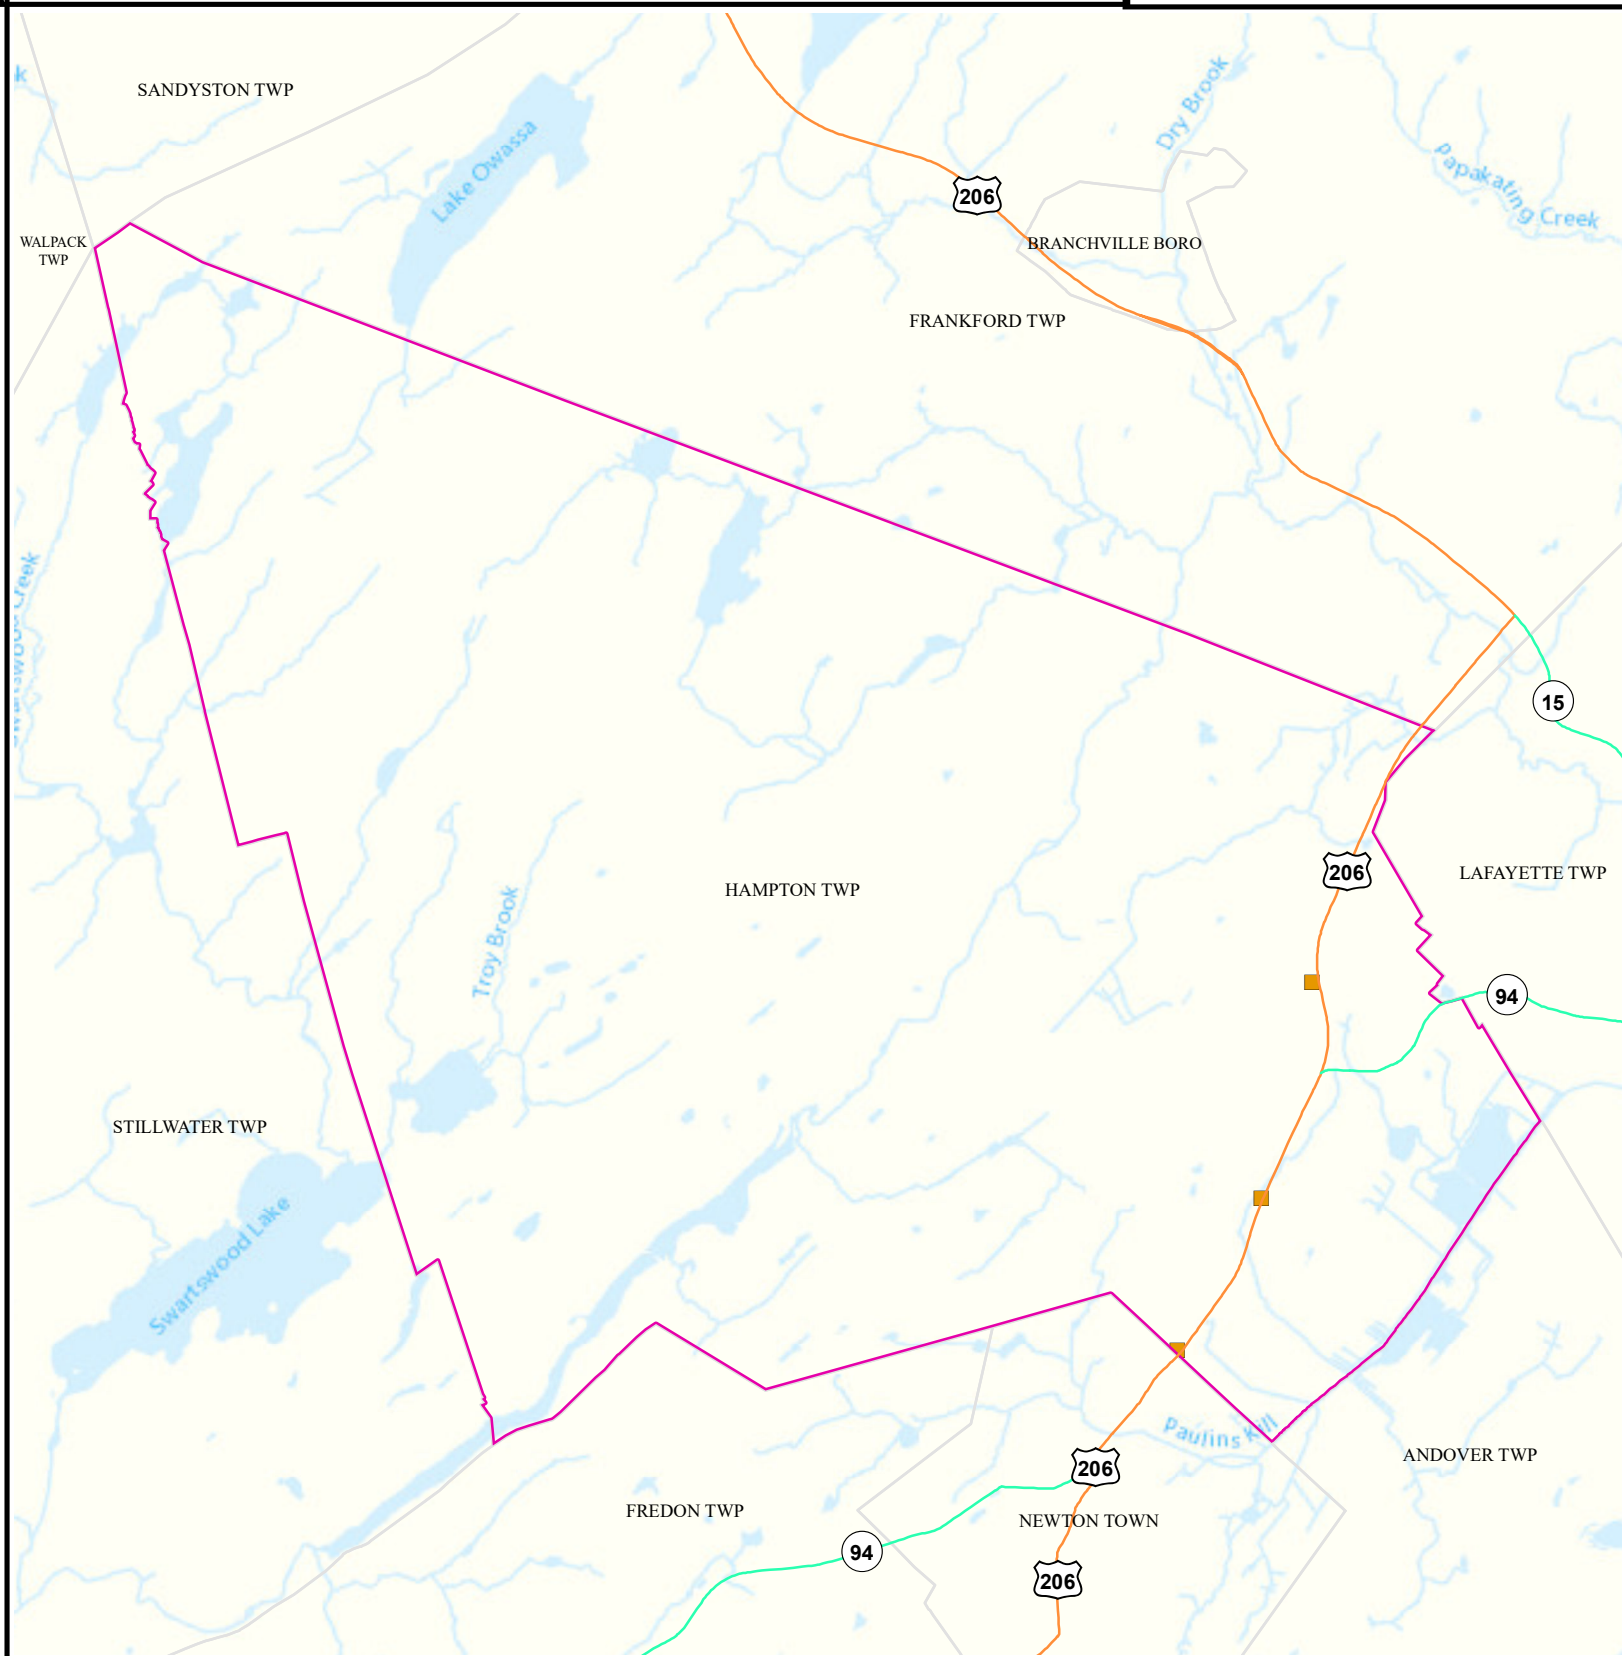 k
SANDYSTON TWP
Dry Brook
Lake Owassa
Papakating Creek
206
WALPACK
TWP
BRANCHVILLE BORO
FRANKFORD TWP
Swartswood Creek
15
206
LAFAYETTE TWP
HAMPTON TWP
Troy Brook
94
STILLWATER TWP
Swartswood Lake
Paulins Kill
ANDOVER TWP
206
FREDON TWP
NEWTON TOWN
94
206